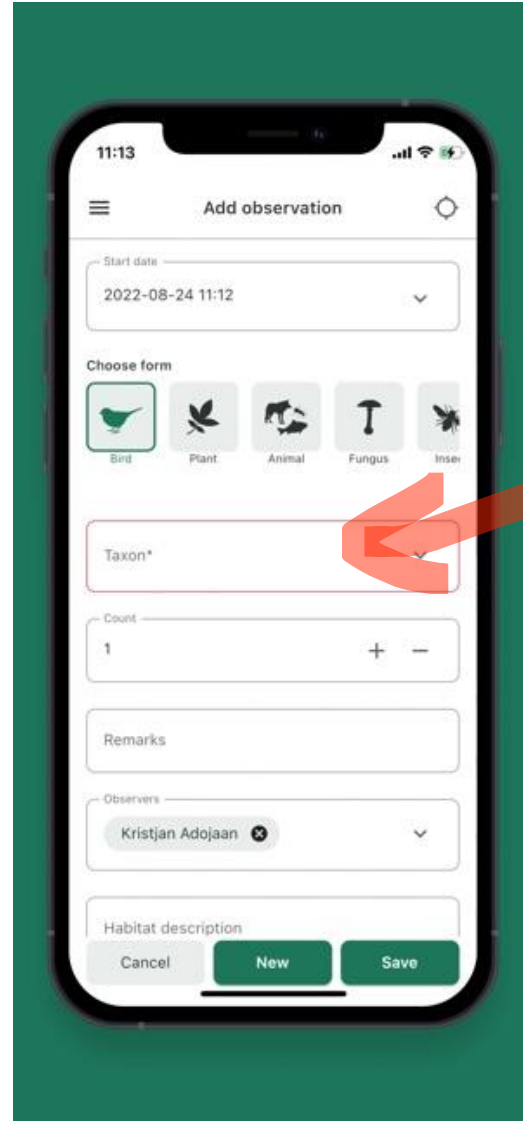 11:13
Add observation
Start date
2022-08-24 11:12
Choose form
Bird Plant Animal Fungus
Taxon*
Count
1 + −
Remarks
Observers
Kristjan Adojaan
Habitat description
Cancel New Save